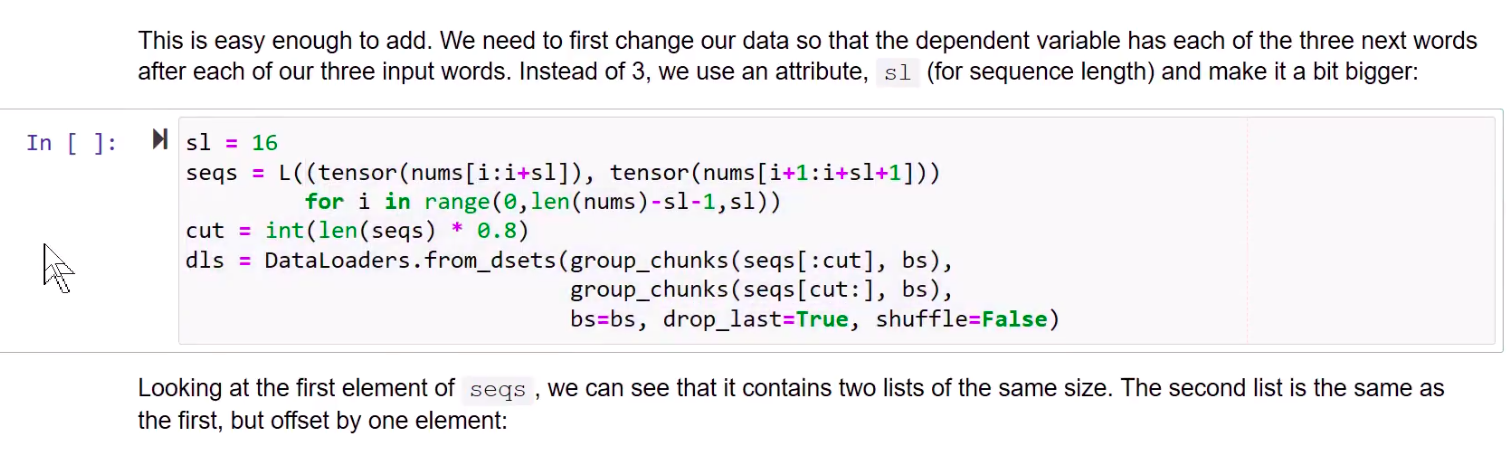 This is easy enough to add. We need to first change our data so that the dependent variable has each of the three next words
after each of our three input words. Instead of 3, we use an attribute, sl (for sequence length) and make it a bit bigger:
In [ ]:
sl = 16
seqs = L((tensor(nums[i:i+sl]), tensor(nums[i+1:i+sl+1]))
         for i in range(0,len(nums)-sl-1,sl))
cut = int(len(seqs) * 0.8)
dls = DataLoaders.from_dsets(group_chunks(seqs[:cut], bs),
                             group_chunks(seqs[cut:], bs),
                             bs=bs, drop_last=True, shuffle=False)
Looking at the first element of seqs , we can see that it contains two lists of the same size. The second list is the same as
the first, but offset by one element: